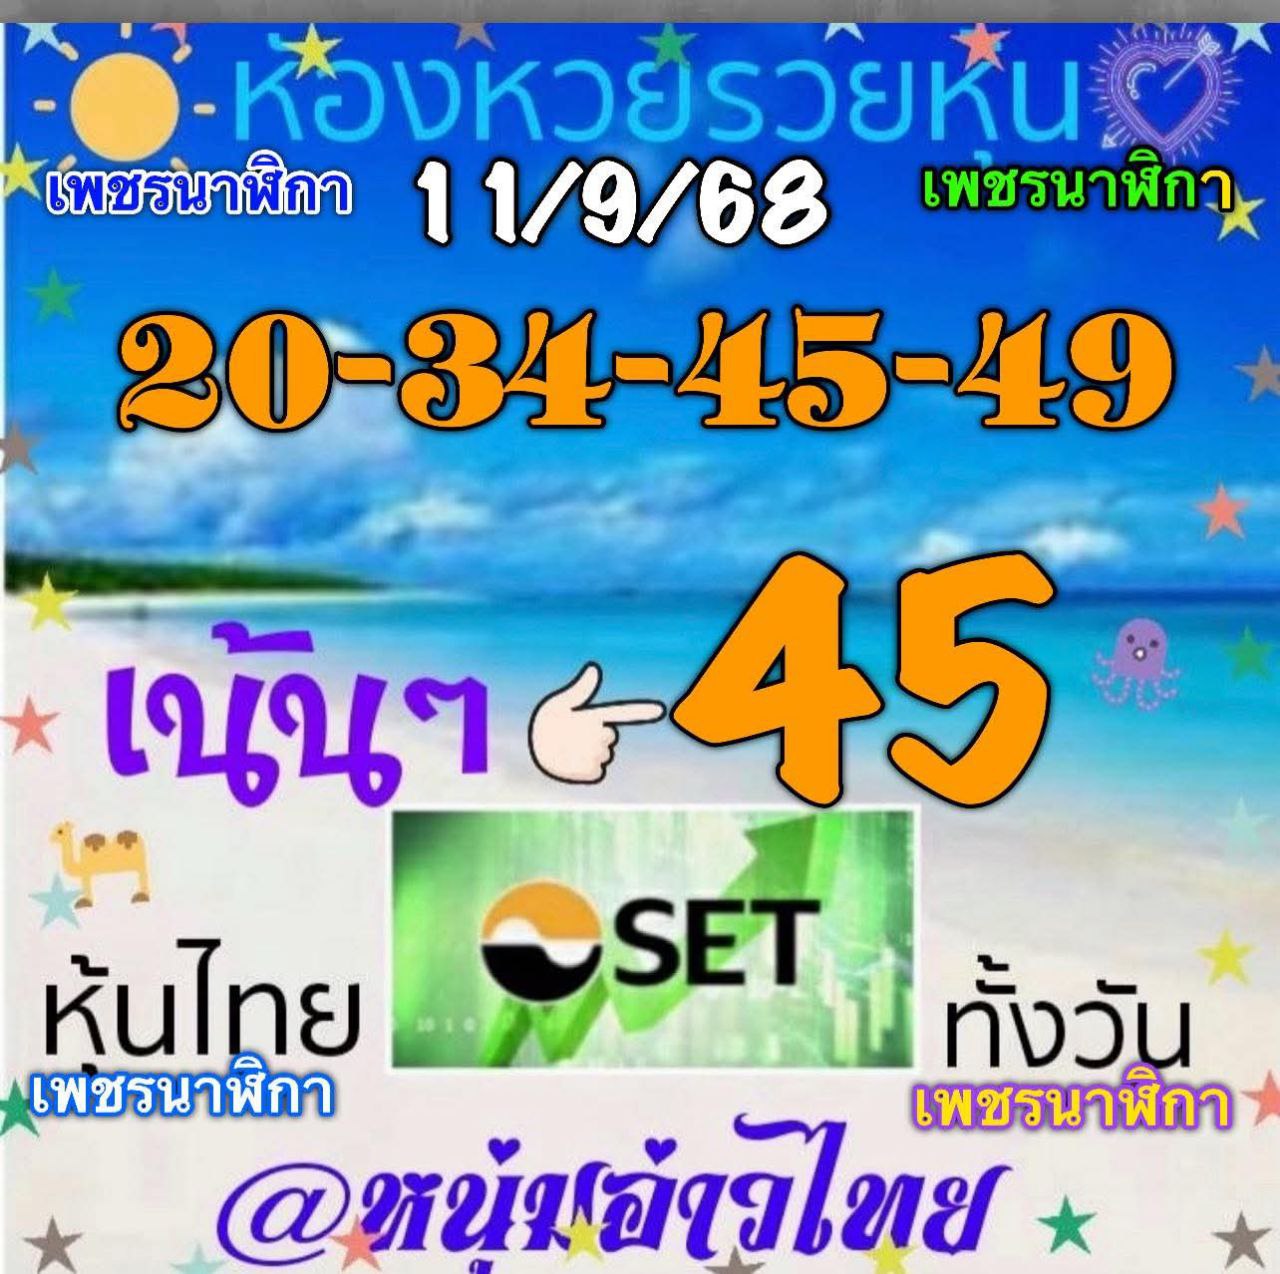 ห้องหวยรวยหุ้น
เพชรนาฬิกา 11/9/68 เพชรนาฬิกา
20-34-45-49
เน้นๆ 45
SET
หุ้นไทย ทั้งวัน
เพชรนาฬิกา เพชรนาฬิกา
@หนุ่มอ่าวไทย